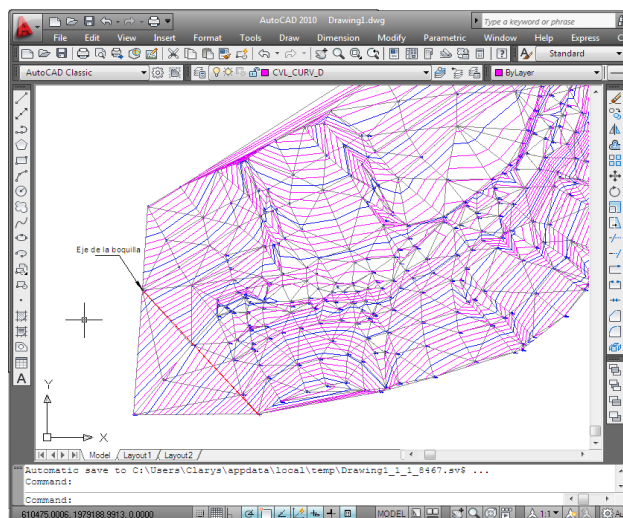 AutoCAD 2010 Drawing1.dwg
Type a keyword or phrase
File Edit View Insert Format Tools Draw Dimension Modify Parametric Window Help Express
Standard
AutoCAD Classic CVL_CURV_D ByLayer
Eje de la boquilla
Y
X
A
Model Layout1 Layout2
Automatic save to C:\Users\Clarys\appdata\local\temp\Drawing1_1_1_8467.sv$ ...
Command:
Command:
610475.0006, 1979188.9913, 0.0000 MODEL 1:1